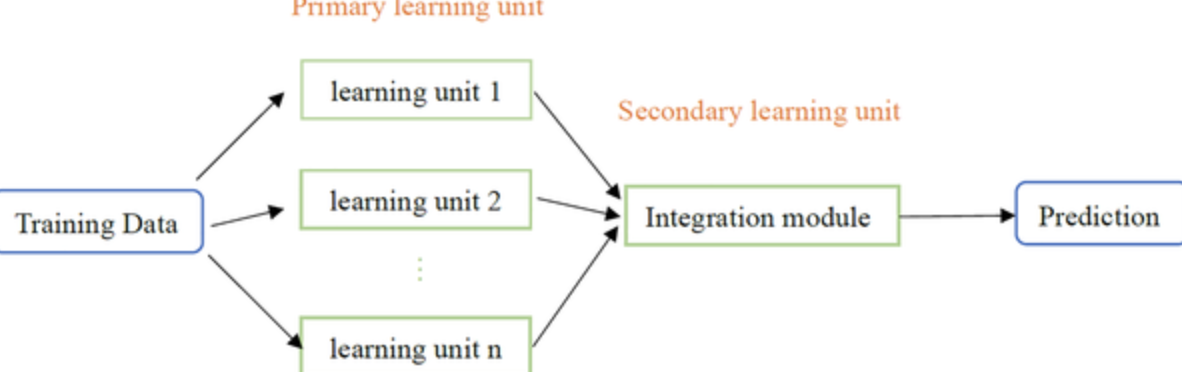 Primary learning unit
learning unit 1
Secondary learning unit
learning unit 2
Training Data
Integration module
Prediction
learning unit n